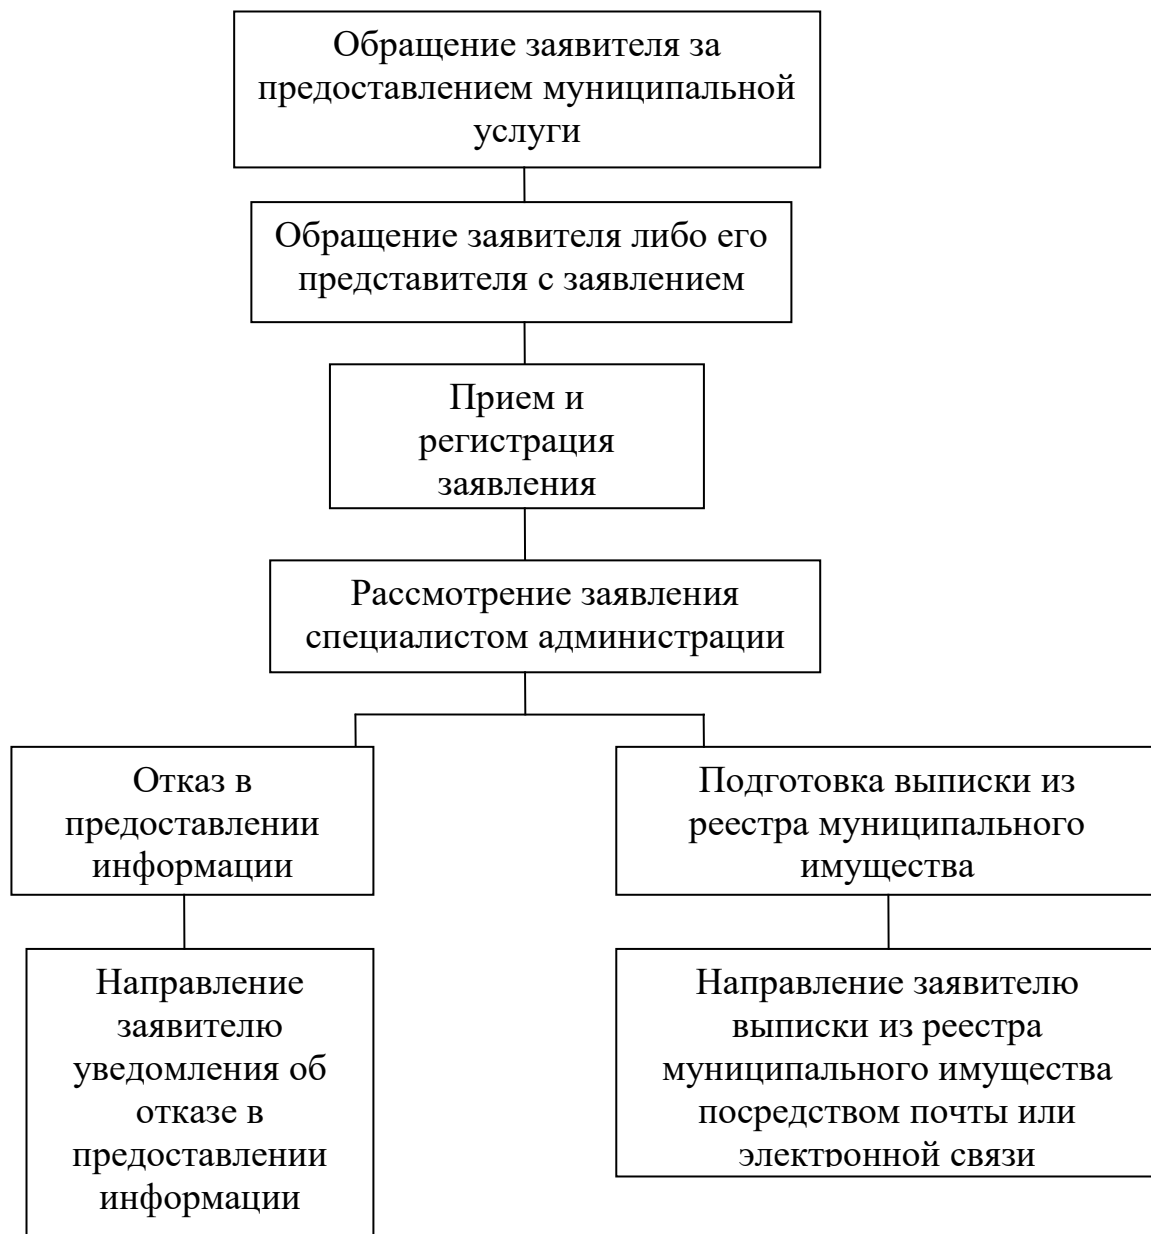 Обращение заявителя за
предоставлением муниципальной
услуги
Обращение заявителя либо его
представителя с заявлением
Прием и
регистрация
заявления
Рассмотрение заявления
специалистом администрации
Отказ в
предоставлении
информации
Подготовка выписки из
реестра муниципального
имущества
Направление
заявителю
уведомления об
отказе в
предоставлении
информации
Направление заявителю
выписки из реестра
муниципального имущества
посредством почты или
электронной связи